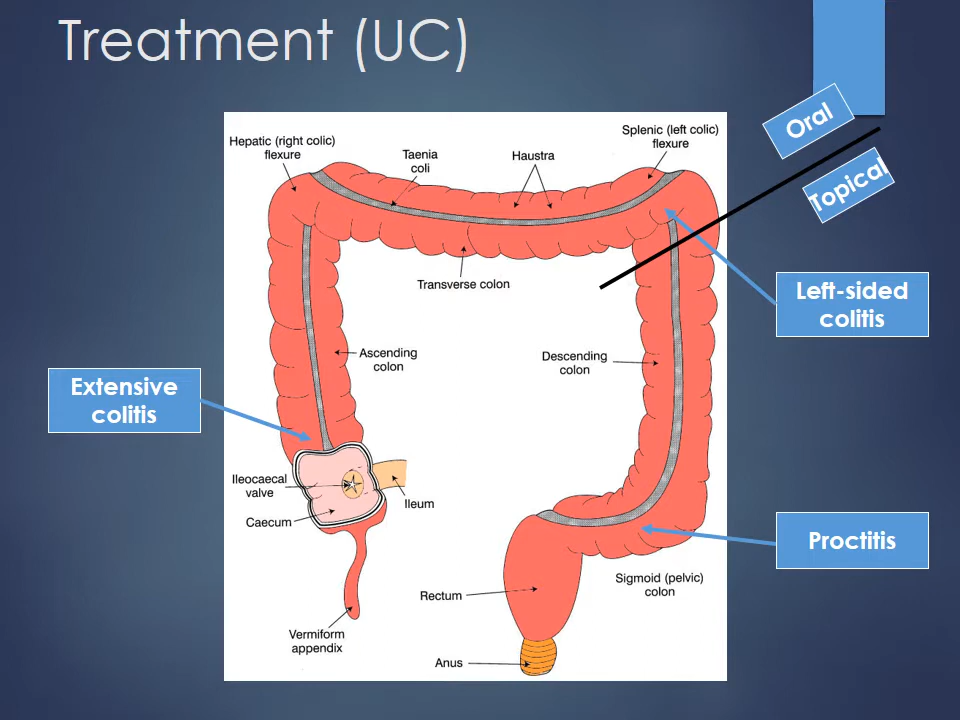 Treatment (UC)
Oral
Topical
Hepatic (right colic)
flexure
Taenia
coli
Haustra
Splenic (left colic)
flexure
Transverse colon
Left-sided
colitis
Ascending
colon
Descending
colon
Extensive
colitis
Ileocaecal
valve
Ileum
Caecum
Proctitis
Sigmoid (pelvic)
colon
Rectum
Vermiform
appendix
Anus